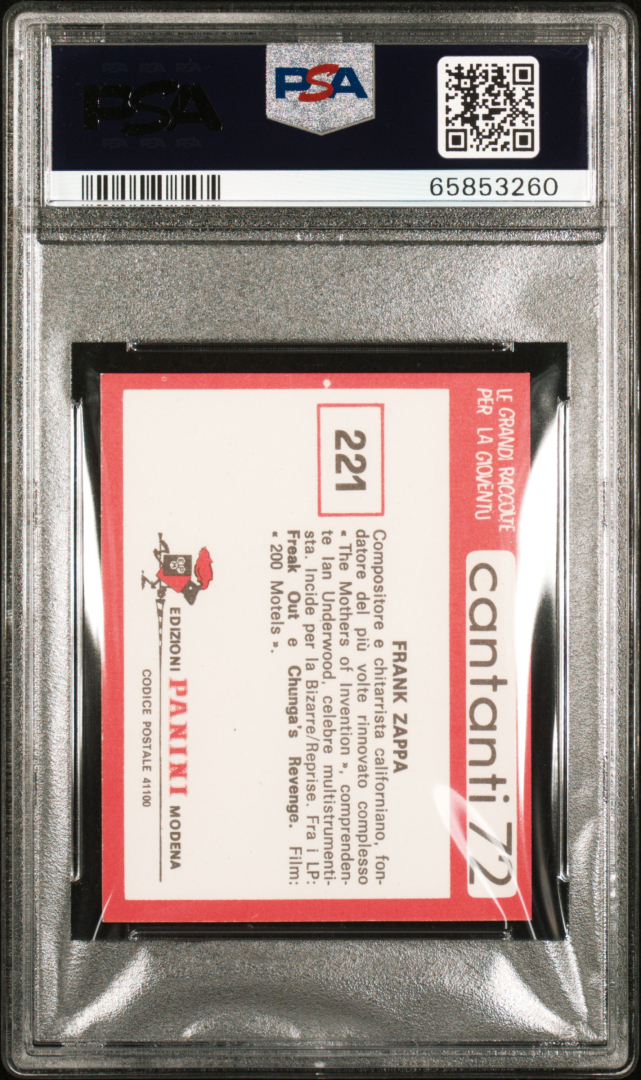 PSA
PSA
65853260
LE GRANDI RACCOLTE
PER LA GIOVENTÙ
cantanti 72
221
FRANK ZAPPA
Compositore e chitarrista californiano, fon-
datore del più volte rinnovato complesso
« The Mothers of Invention », comprenden-
te Ian Underwood, celebre multistrumenti-
sta. Incide per la Bizarre/Reprise. Fra i LP:
Freak Out e Chunga's Revenge. Film:
« 200 Motels ».
EDIZIONI PANINI MODENA
CODICE POSTALE 41100